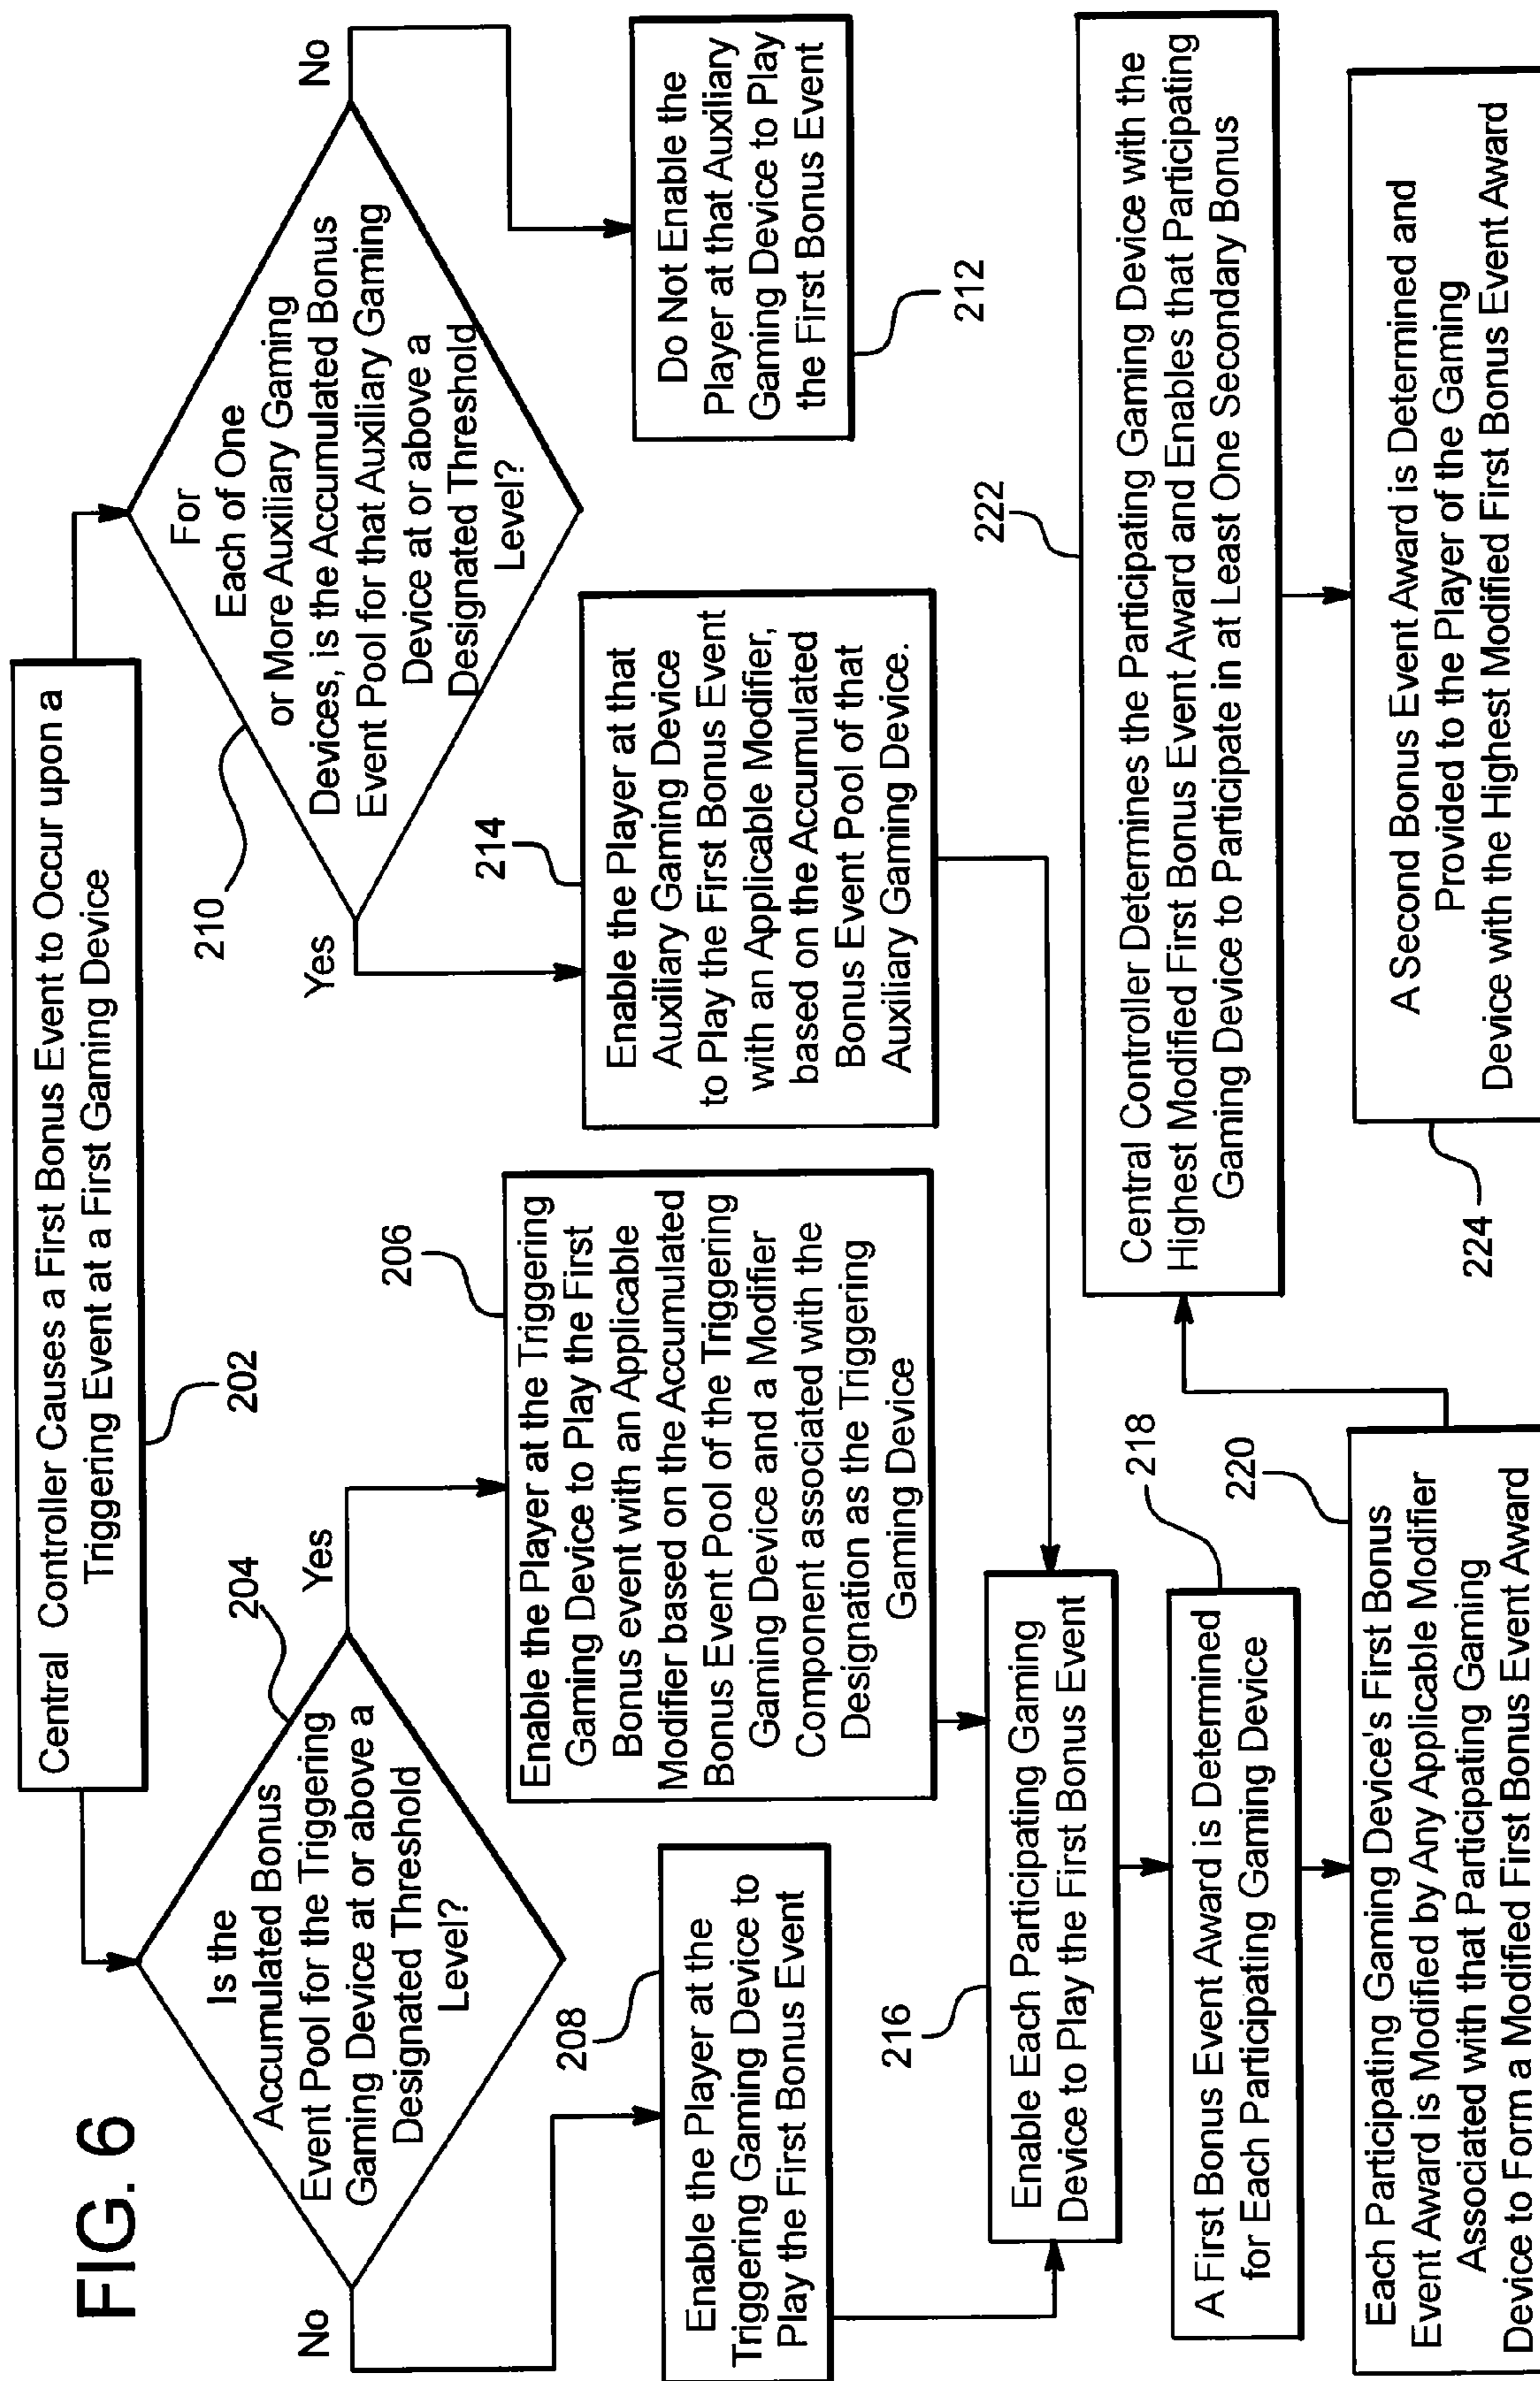 FIG. 6
Central Controller Causes a First Bonus Event to Occur upon a
Triggering Event at a First Gaming Device
202
204
Is the
Accumulated Bonus
Event Pool for the Triggering
Gaming Device at or above a
Designated Threshold
Level?
No
Yes
208
Enable the Player at the
Triggering Gaming Device to
Play the First Bonus Event
206
Enable the Player at the Triggering
Gaming Device to Play the First
Bonus event with an Applicable
Modifier based on the Accumulated
Bonus Event Pool of the Triggering
Gaming Device and a Modifier
Component associated with the
Designation as the Triggering
Gaming Device
210
For
Each of One
or More Auxiliary Gaming
Devices, is the Accumulated Bonus
Event Pool for that Auxiliary Gaming
Device at or above a
Designated Threshold
Level?
Yes
No
214
Enable the Player at that
Auxiliary Gaming Device
to Play the First Bonus Event
with an Applicable Modifier,
based on the Accumulated
Bonus Event Pool of that
Auxiliary Gaming Device.
Do Not Enable the
Player at that Auxiliary
Gaming Device to Play
the First Bonus Event
212
216
Enable Each Participating Gaming
Device to Play the First Bonus Event
218
A First Bonus Event Award is Determined
for Each Participating Gaming Device
220
Each Participating Gaming Device's First Bonus
Event Award is Modified by Any Applicable Modifier
Associated with that Participating Gaming
Device to Form a Modified First Bonus Event Award
222
Central Controller Determines the Participating Gaming Device with the
Highest Modified First Bonus Event Award and Enables that Participating
Gaming Device to Participate in at Least One Secondary Bonus
224
A Second Bonus Event Award is Determined and
Provided to the Player of the Gaming
Device with the Highest Modified First Bonus Event Award